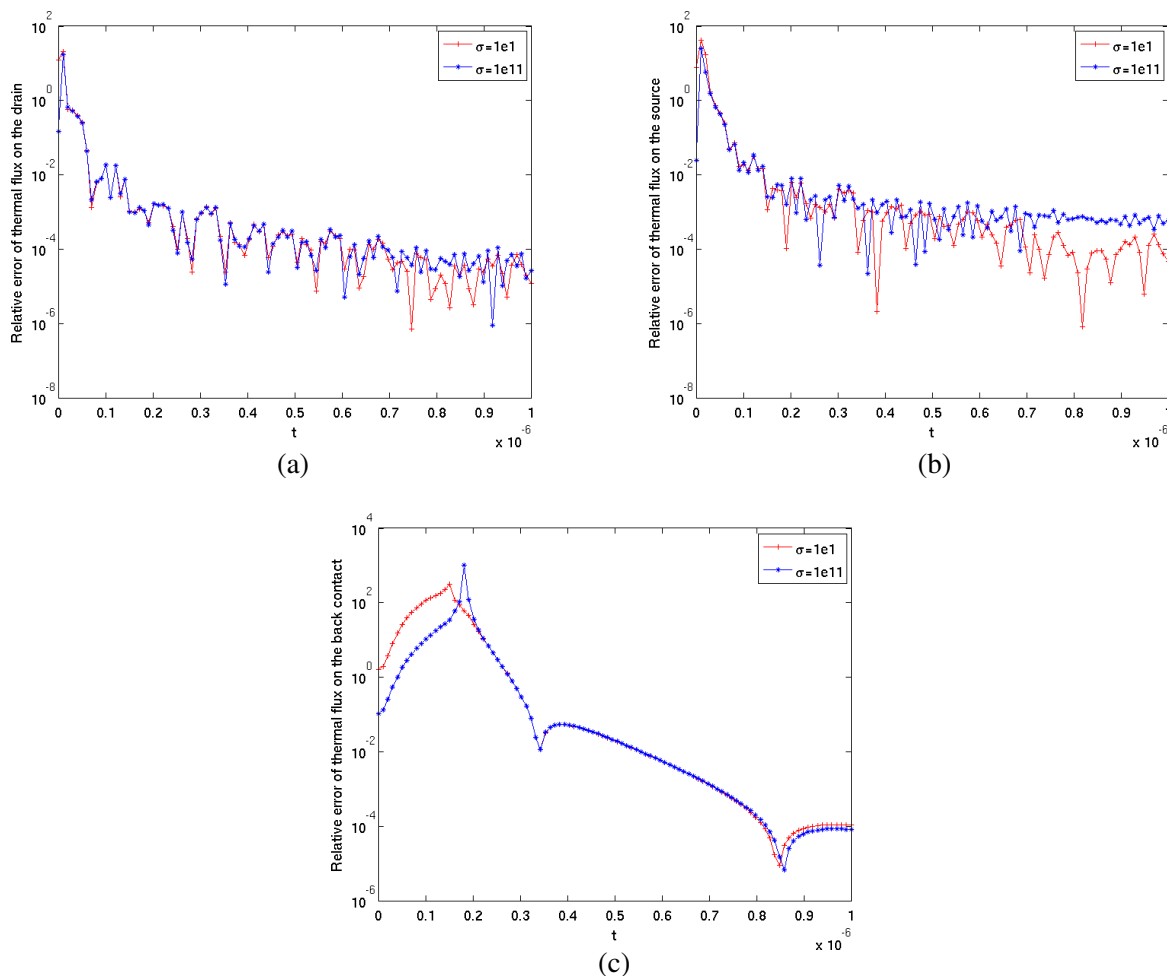 Relative error of thermal flux on the drain
10^2
10^0
10^-2
10^-4
10^-6
10^-8
0 0.1 0.2 0.3 0.4 0.5 0.6 0.7 0.8 0.9 1
t
x 10^-6
σ=1e1
σ=1e11
(a)
Relative error of thermal flux on the source
10^2
10^0
10^-2
10^-4
10^-6
10^-8
0 0.1 0.2 0.3 0.4 0.5 0.6 0.7 0.8 0.9 1
t
x 10^-6
σ=1e1
σ=1e11
(b)
Relative error of thermal flux on the back contact
10^4
10^2
10^0
10^-2
10^-4
10^-6
0 0.1 0.2 0.3 0.4 0.5 0.6 0.7 0.8 0.9 1
t
x 10^-6
σ=1e1
σ=1e11
(c)